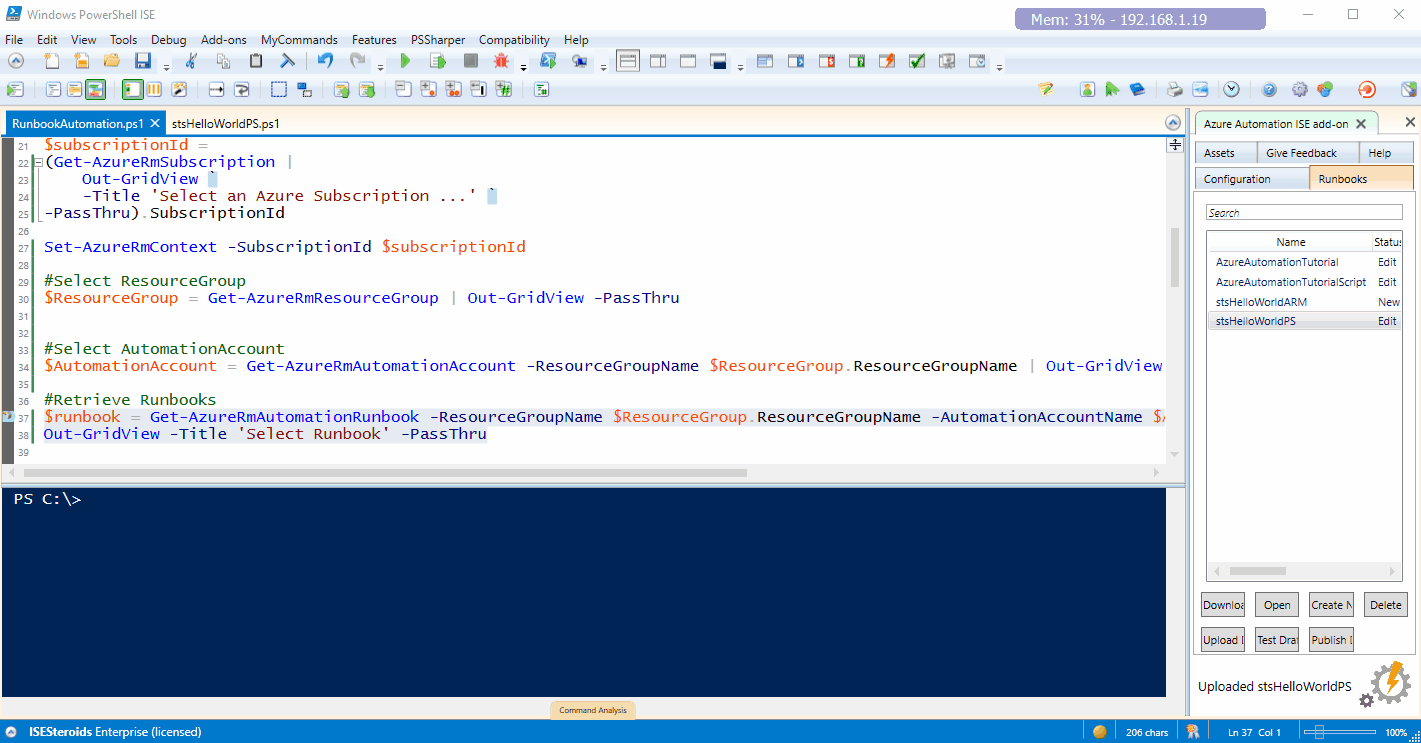 Windows PowerShell ISE
Mem: 31% - 192.168.1.19
File Edit View Tools Debug Add-ons MyCommands Features PSSharper Compatibility Help
RunbookAutomation.ps1 stsHelloWorldPS.ps1
21 $subscriptionId =
22 (Get-AzureRmSubscription |
23 Out-GridView `
24 -Title 'Select an Azure Subscription ...' `
25 -PassThru).SubscriptionId
26
27 Set-AzureRmContext -SubscriptionId $subscriptionId
28
29 #Select ResourceGroup
30 $ResourceGroup = Get-AzureRmResourceGroup | Out-GridView -PassThru
31
32
33 #Select AutomationAccount
34 $AutomationAccount = Get-AzureRmAutomationAccount -ResourceGroupName $ResourceGroup.ResourceGroupName | Out-GridView
35
36 #Retrieve Runbooks
37 $runbook = Get-AzureRmAutomationRunbook -ResourceGroupName $ResourceGroup.ResourceGroupName -AutomationAccountName $
38 Out-GridView -Title 'Select Runbook' -PassThru
39
PS C:\>
Command Analysis
Azure Automation ISE add-on
Assets Give Feedback Help
Configuration Runbooks
Search
Name Status
AzureAutomationTutorial Edit
AzureAutomationTutorialScript Edit
stsHelloWorldARM New
stsHelloWorldPS Edit
Downloa Open Create N Delete
Upload D Test Draf Publish D
Uploaded stsHelloWorldPS
ISESteroids Enterprise (licensed) 206 chars Ln 37 Col 1 100%